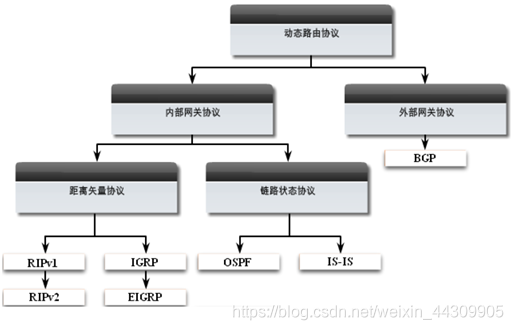 动态路由协议
内部网关协议
外部网关协议
BGP
距离矢量协议
链路状态协议
RIPv1
IGRP
OSPF
IS-IS
RIPv2
EIGRP
https://blog.csdn.net/weixin_44309905